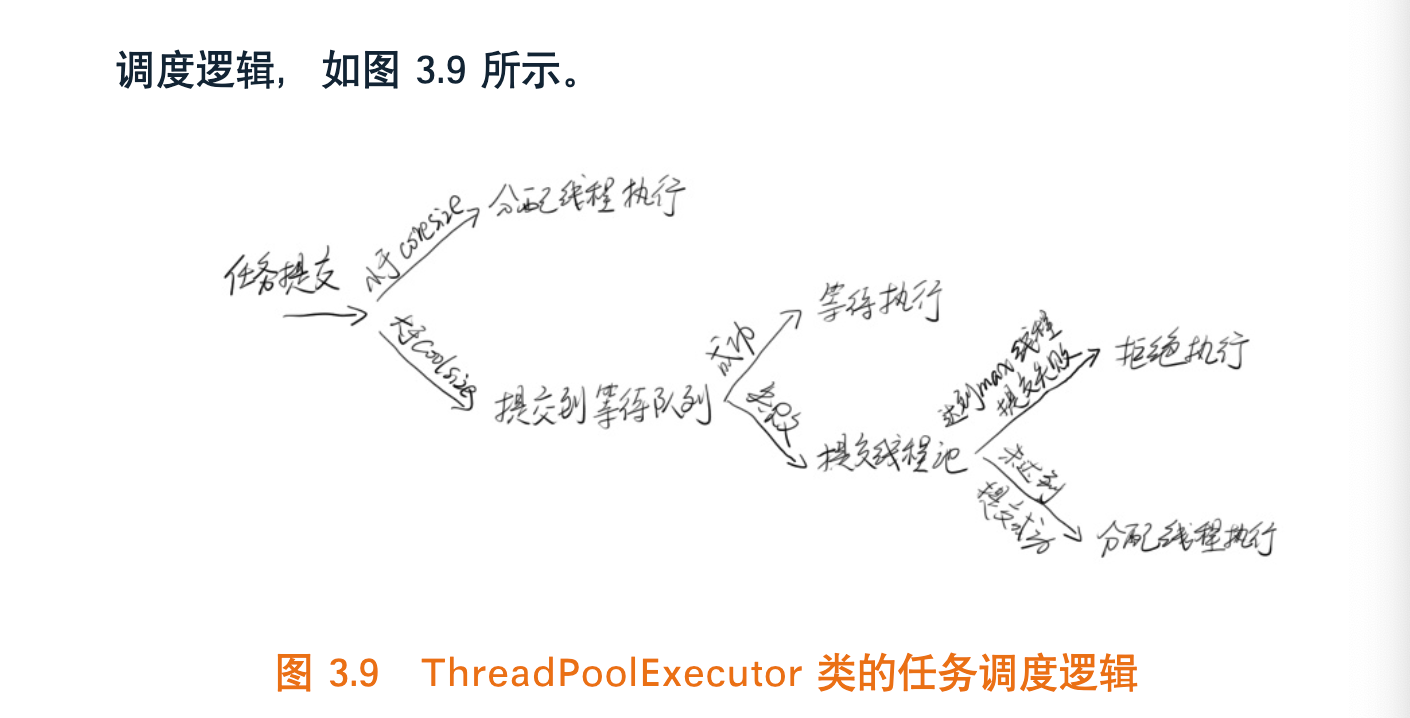 调度逻辑, 如图 3.9 所示。
任务提交
小于coresize
分配线程执行
大于Coolsize
提交到等待队列
成功
等待执行
失败
提交线程池
达到max线程
提交失败
拒绝执行
未达到
提交成功
分配线程执行
图 3.9 ThreadPoolExecutor 类的任务调度逻辑